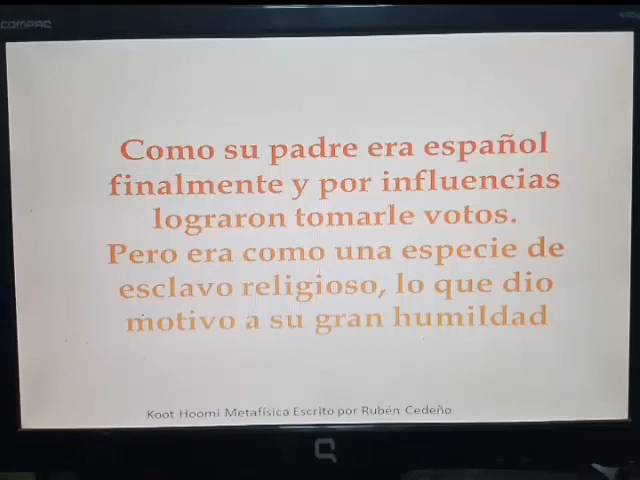 COMPAQ
Como su padre era español
finalmente y por influencias
lograron tomarle votos.
Pero era como una especie de
esclavo religioso, lo que dio
motivo a su gran humildad
Koot Hoomi Metafísica Escrito por Rubén Cedeño